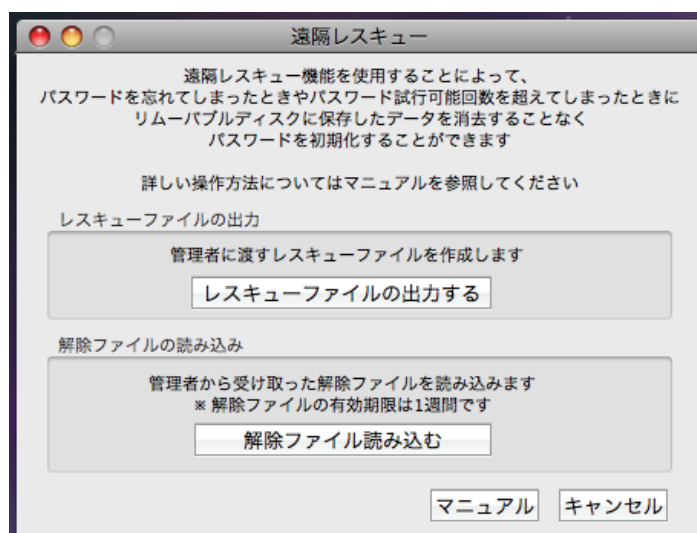 遠隔レスキュー
遠隔レスキュー機能を使用することによって、
パスワードを忘れてしまったときやパスワード試行可能回数を超えてしまったときに
リムーバブルディスクに保存したデータを消去することなく
パスワードを初期化することができます
詳しい操作方法についてはマニュアルを参照してください
レスキューファイルの出力
管理者に渡すレスキューファイルを作成します
レスキューファイルの出力する
解除ファイルの読み込み
管理者から受け取った解除ファイルを読み込みます
※ 解除ファイルの有効期限は1週間です
解除ファイル読み込む
マニュアル キャンセル